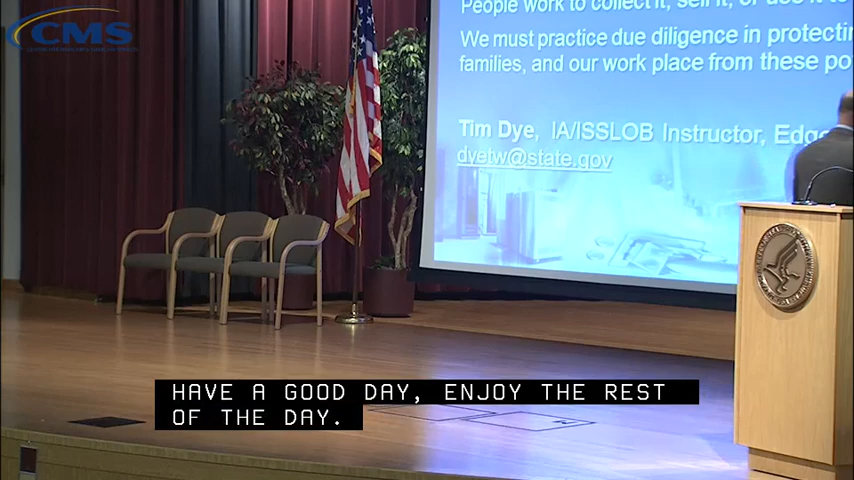 CMS
People work to collect it, sell it, or use it to
We must practice due diligence in protecting
families, and our work place from these po
Tim Dye, IA/ISSLOB Instructor, Edge
dyetw@state.gov
HAVE A GOOD DAY, ENJOY THE REST
OF THE DAY.